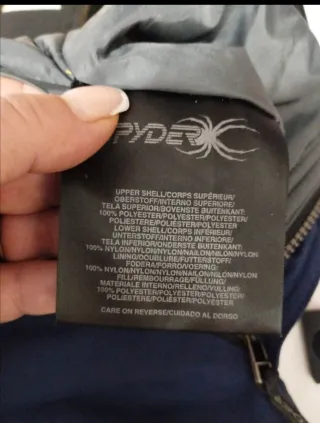 SPYDER
UPPER SHELL/CORPS SUPÉRIEUR/
OBERSTOFF/INTERNO SUPERIORE/
TELA SUPERIOR/BOVENSTE BUITENKANT:
100% POLYESTER/POLYESTER/POLYESTER/
POLIESTERE/POLIÉSTER/POLYESTER
LOWER SHELL/CORPS INFÉRIEUR/
UNTERSTOFF/INTERNO INFERIORE/
TELA INFERIOR/ONDERSTE BUITENKANT:
100% NYLON/NYLON/NYLON/NAILON/NILÓN/NYLON
LINING/DOUBLURE/FUTTERSTOFF/
FODERA/FORRO/VOERING:
100% NYLON/NYLON/NYLON/NAILON/NILÓN/NYLON
FILL/REMBOURRAGE/FÜLLUNG/
MATERIALE INTERNO/RELLENO/VULLING:
100% POLYESTER/POLYESTER/POLYESTER/
POLIESTERE/POLIÉSTER/POLYESTER
CARE ON REVERSE/CUIDADO AL DORSO